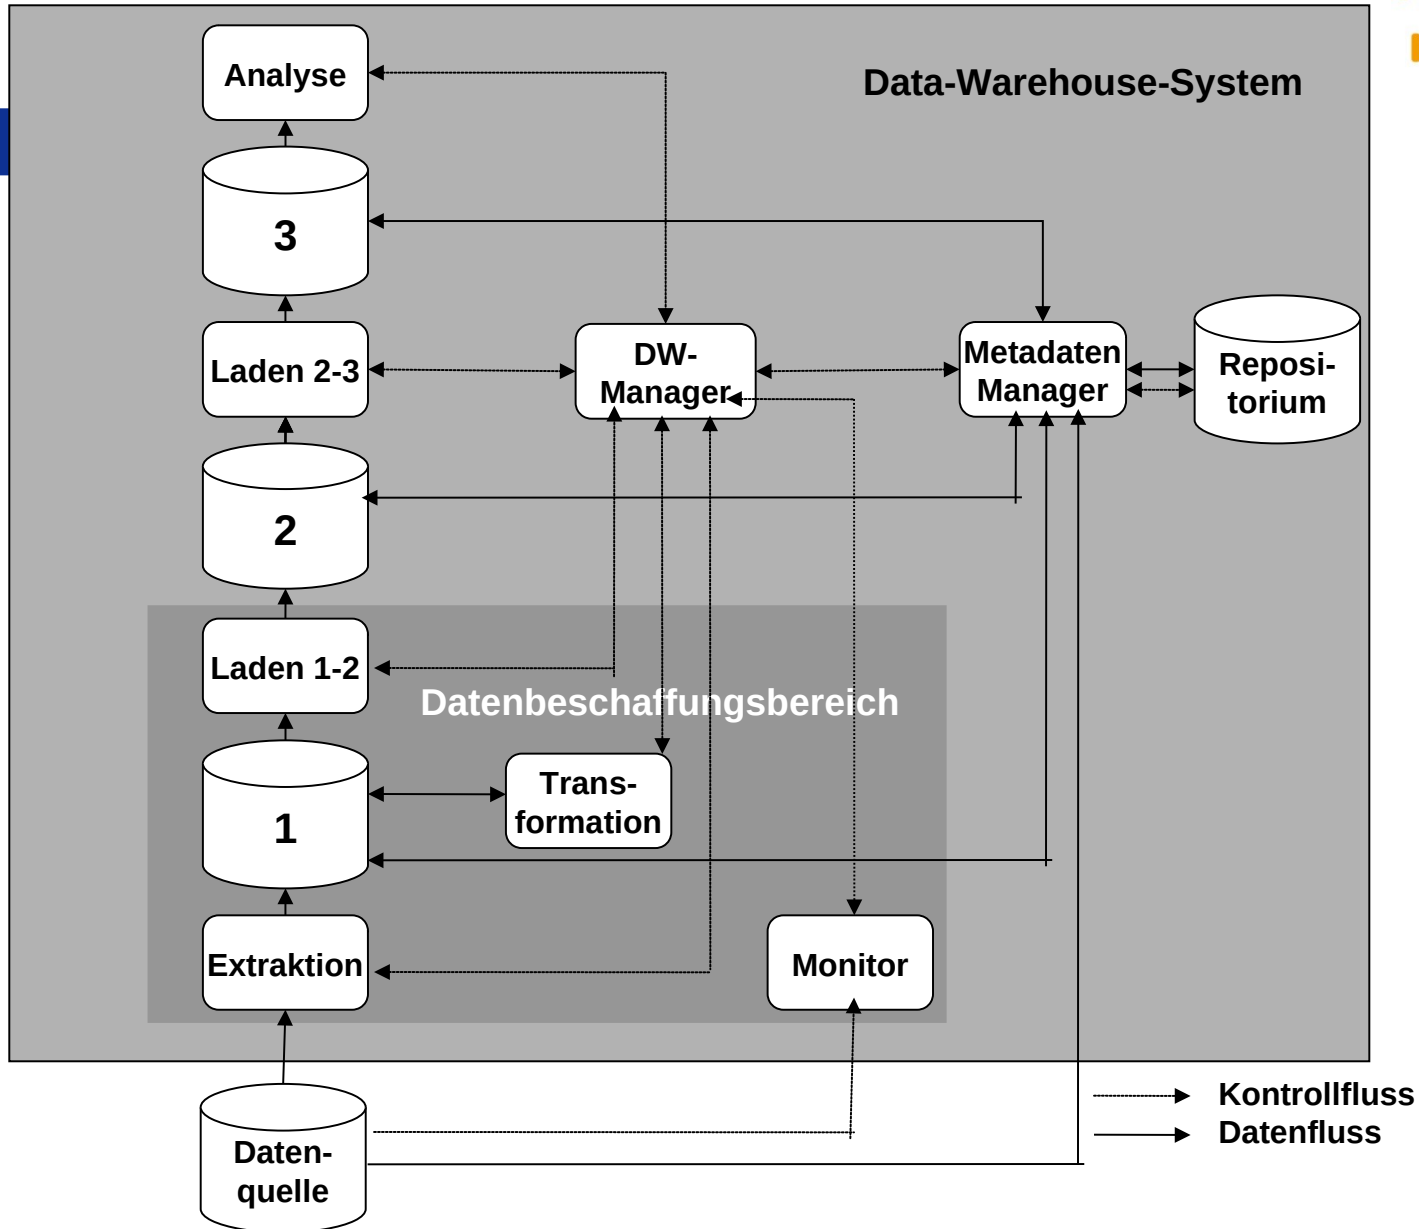 Analyse
Data-Warehouse-System
3
Laden 2-3
DW-
Manager
Metadaten
Manager
Reposi-
torium
2
Laden 1-2
Datenbeschaffungsbereich
1
Trans-
formation
Extraktion
Monitor
Daten-
quelle
Kontrollfluss
Datenfluss